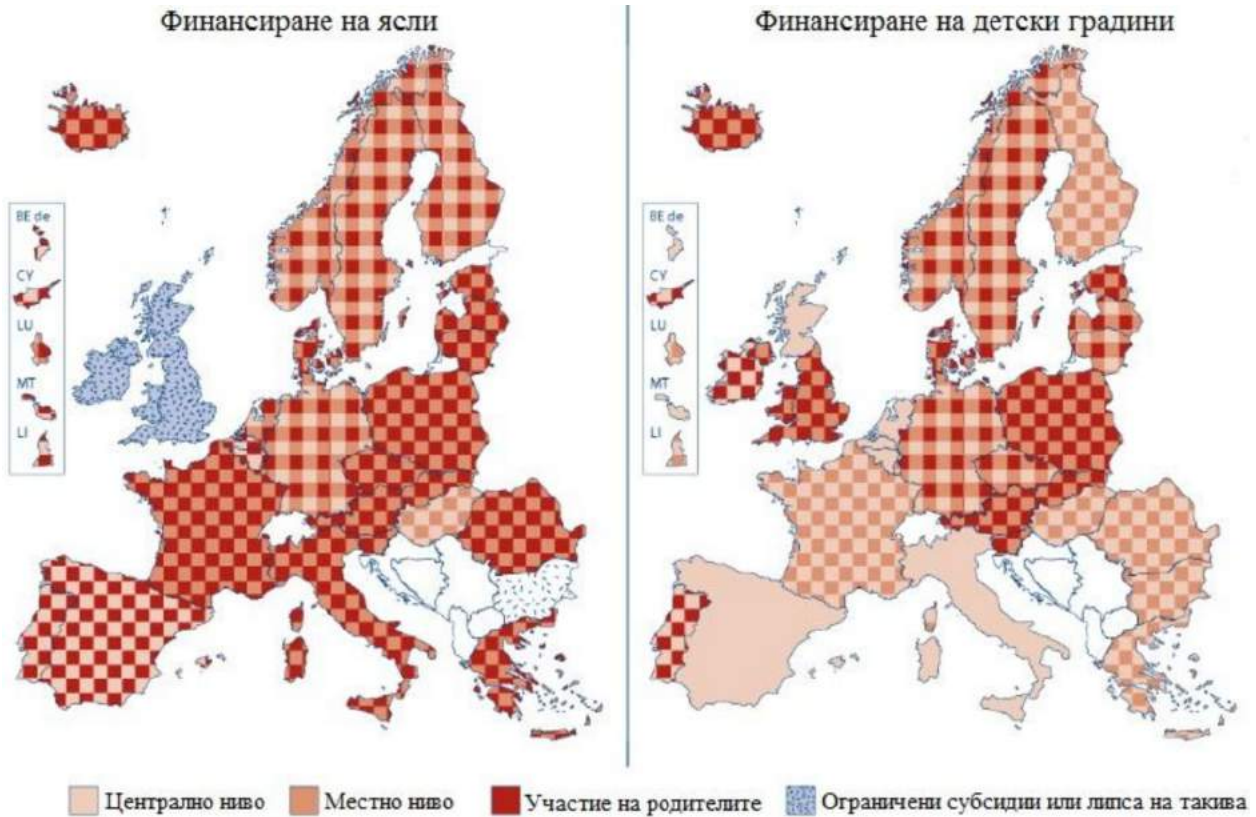 Финансиране на ясли
Финансиране на детски градини
BE de
CY
LU
MT
LI
BE de
CY
LU
MT
LI
Централно ниво
Местно ниво
Участие на родителите
Ограничени субсидии или липса на такива